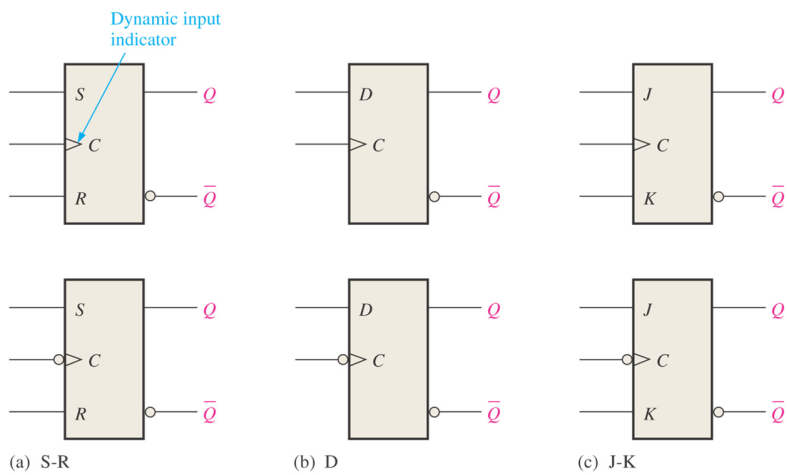 Dynamic input
indicator
S Q
C
R Q̅
D Q
C
Q̅
J Q
C
K Q̅
S Q
C
R Q̅
D Q
C
Q̅
J Q
C
K Q̅
(a) S-R
(b) D
(c) J-K